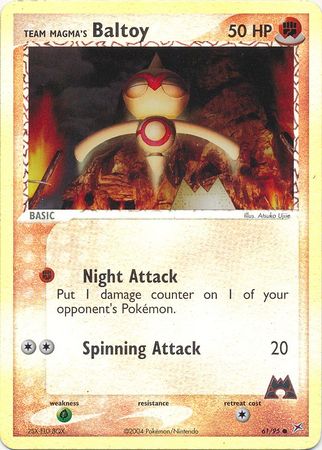 TEAM MAGMA'S Baltoy 50 HP
BASIC
Illus. Atsuko Ujiie
Night Attack
Put 1 damage counter on 1 of your
opponent's Pokémon.
Spinning Attack 20
weakness resistance retreat cost
©2004 Pokémon/Nintendo 61/95